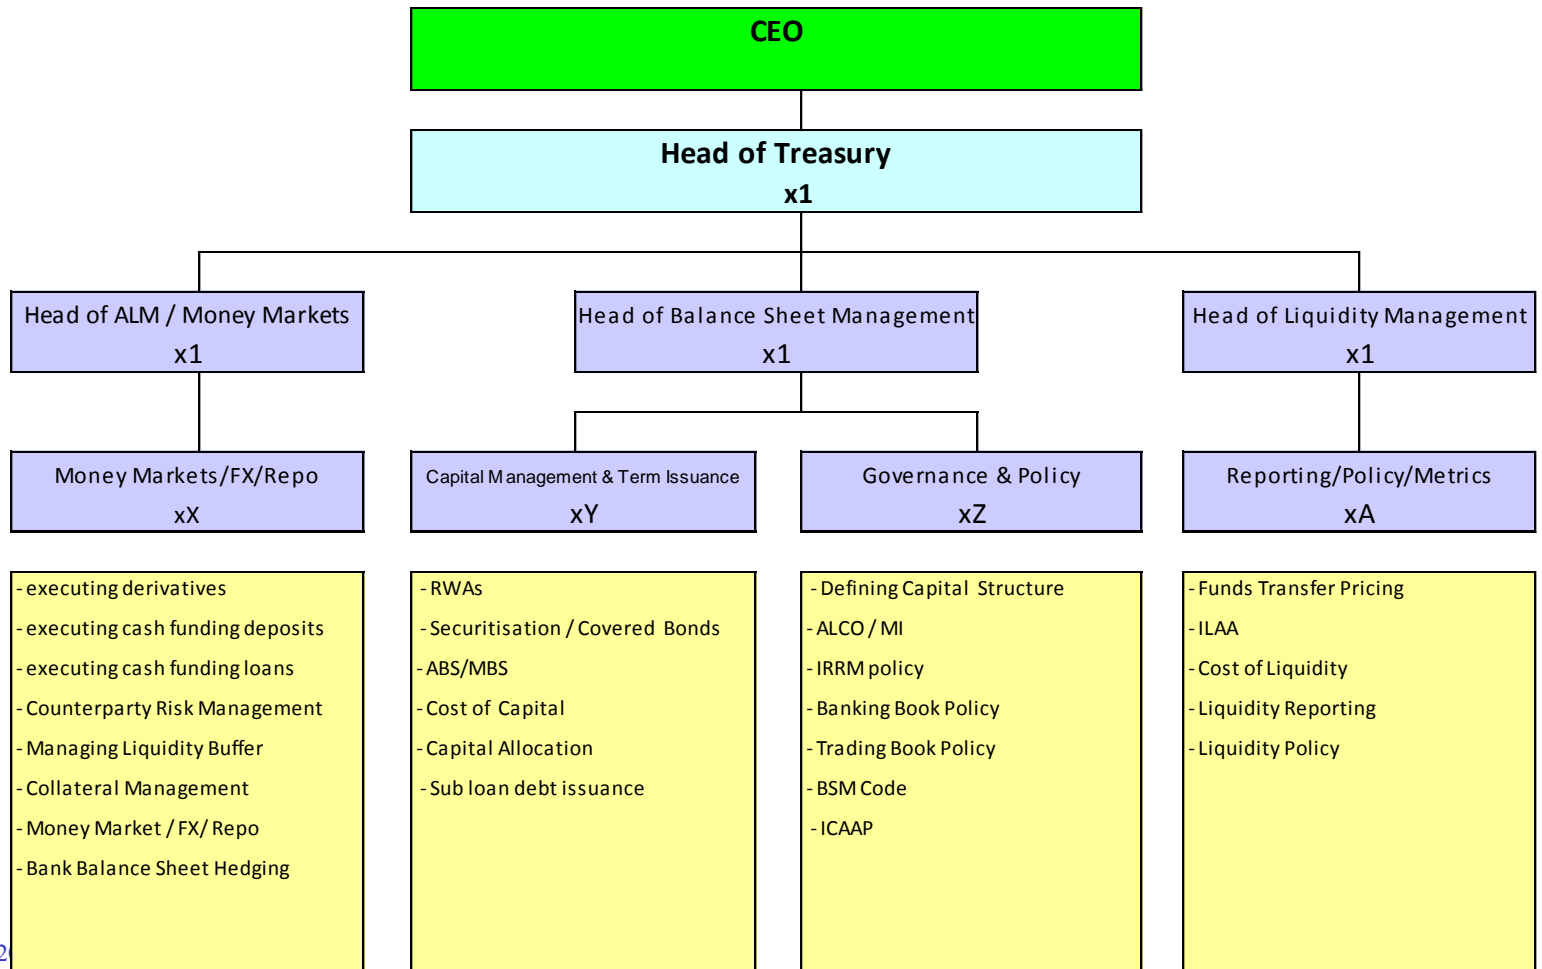 CEO
Head of Treasury
x1
Head of ALM / Money Markets
x1
Head of Balance Sheet Management
x1
Head of Liquidity Management
x1
Money Markets/FX/Repo
xX
Capital Management & Term Issuance
xY
Governance & Policy
xZ
Reporting/Policy/Metrics
xA
- executing derivatives
- executing cash funding deposits
- executing cash funding loans
- Counterparty Risk Management
- Managing Liquidity Buffer
- Collateral Management
- Money Market / FX/ Repo
- Bank Balance Sheet Hedging
- RWAs
- Securitisation / Covered Bonds
- ABS/MBS
- Cost of Capital
- Capital Allocation
- Sub loan debt issuance
- Defining Capital Structure
- ALCO / MI
- IRRM policy
- Banking Book Policy
- Trading Book Policy
- BSM Code
- ICAAP
- Funds Transfer Pricing
- ILAA
- Cost of Liquidity
- Liquidity Reporting
- Liquidity Policy